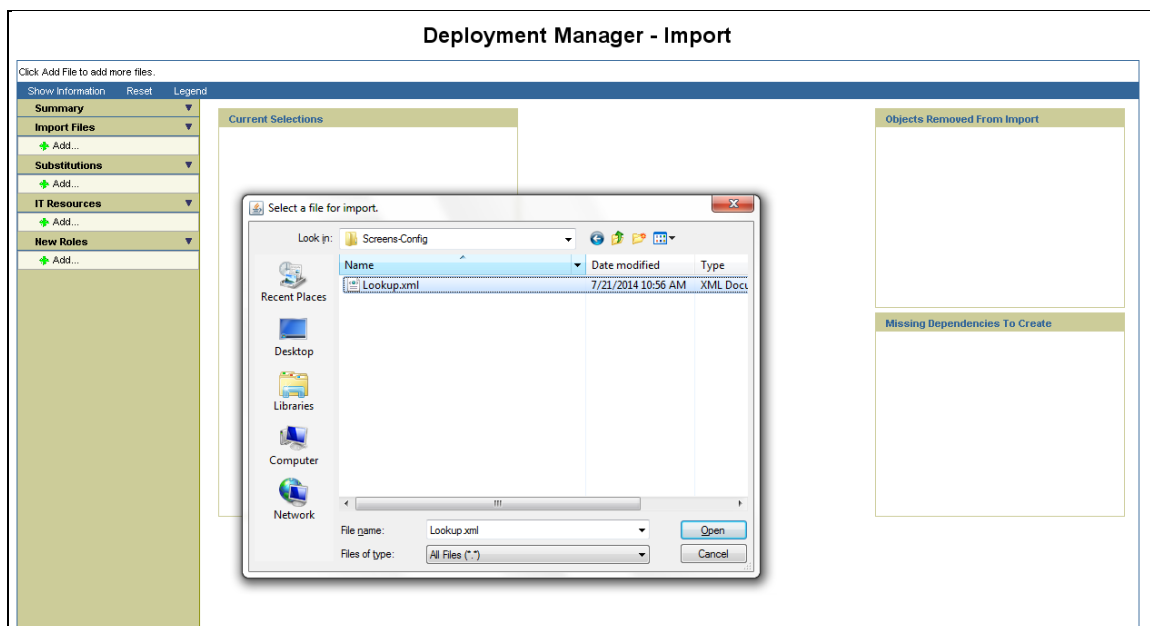 Deployment Manager - Import
Click Add File to add more files.
Show Information Reset Legend
Summary
Import Files
Add...
Substitutions
Add...
IT Resources
Add...
New Roles
Add...
Current Selections
Objects Removed From Import
Missing Dependencies To Create
Select a file for import.
Look in: Screens-Config
Name Date modified Type
Lookup.xml 7/21/2014 10:56 AM XML Docu
Recent Places
Desktop
Libraries
Computer
Network
File name: Lookup.xml Open
Files of type: All Files (*.*) Cancel